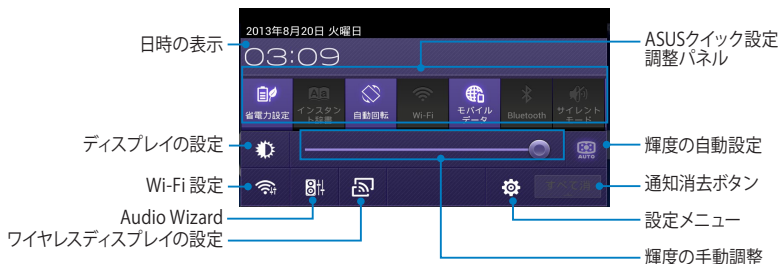 2013年8月20日 火曜日
03:09
省電力設定
インスタン
ト辞書
自動回転
Wi-Fi
モバイル
データ
Bluetooth
サイレント
モード
AUTO
すべて消
日時の表示
ディスプレイの設定
Wi-Fi 設定
Audio Wizard
ワイヤレスディスプレイの設定
ASUSクイック設定
調整パネル
輝度の自動設定
通知消去ボタン
設定メニュー
輝度の手動調整